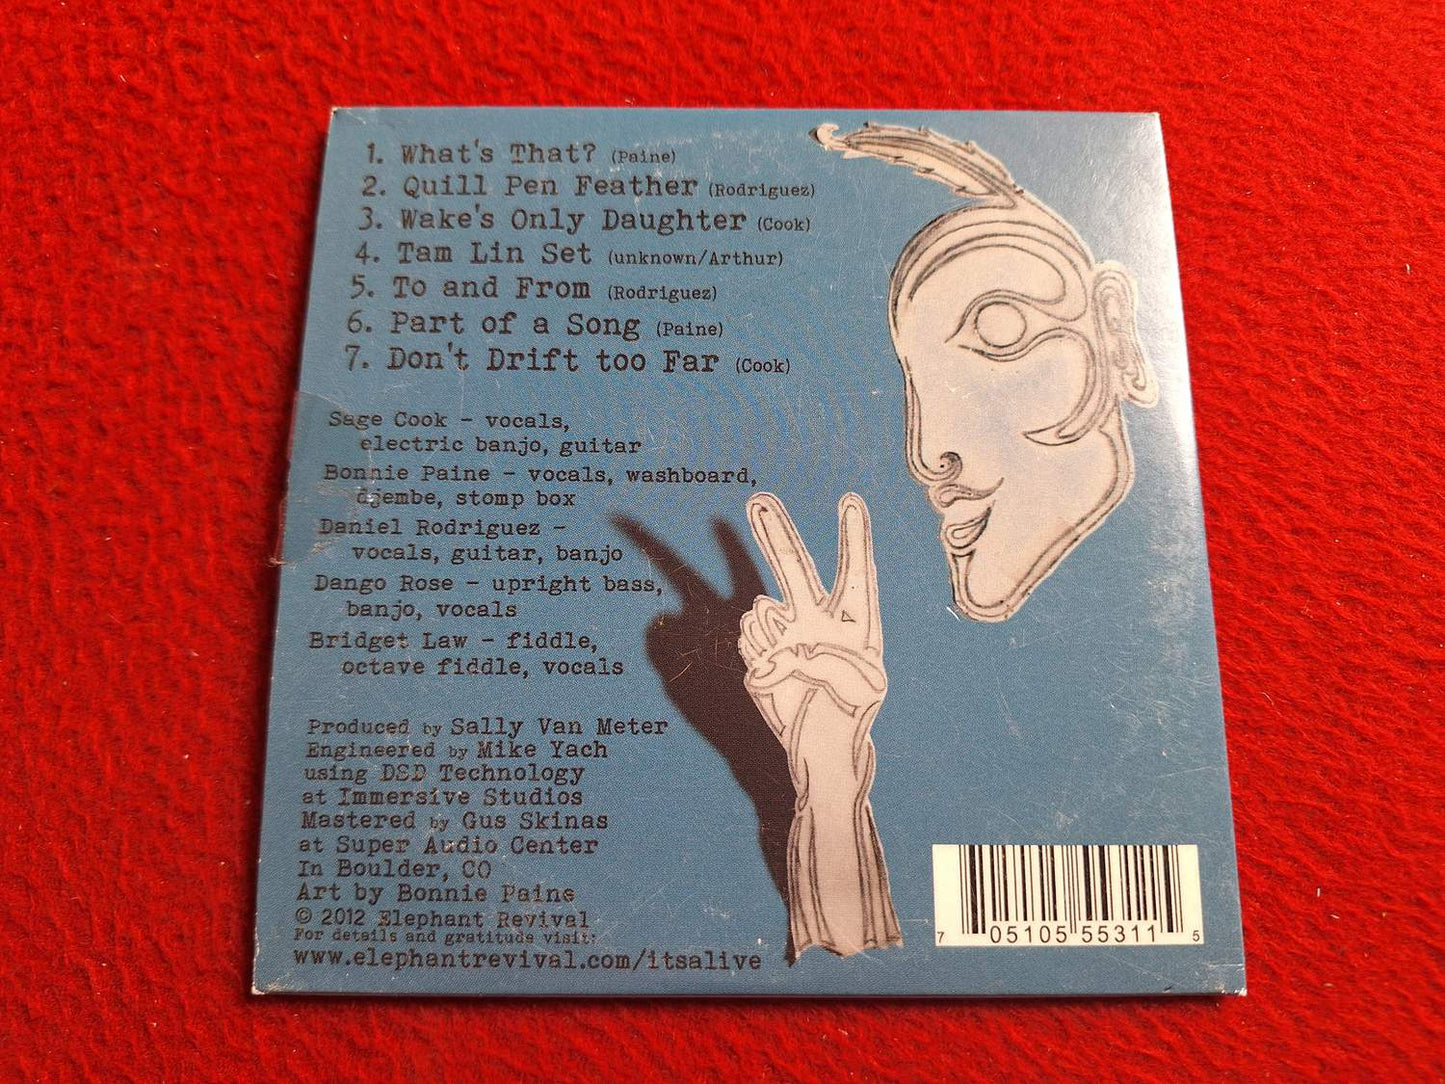 1. What's That? (Paine)
2. Quill Pen Feather (Rodriguez)
3. Wake's Only Daughter (Cook)
4. Tam Lin Set (unknown/Arthur)
5. To and From (Rodriguez)
6. Part of a Song (Paine)
7. Don't Drift too Far (Cook)
Sage Cook - vocals,
electric banjo, guitar
Bonnie Paine - vocals, washboard,
djembe, stomp box
Daniel Rodriguez -
vocals, guitar, banjo
Dango Rose - upright bass,
banjo, vocals
Bridget Law - fiddle,
octave fiddle, vocals
Produced by Sally Van Meter
Engineered by Mike Yach
using DSD Technology
at Immersive Studios
Mastered by Gus Skinas
at Super Audio Center
In Boulder, CO
Art by Bonnie Paine
© 2012 Elephant Revival
For details and gratitude visit:
www.elephantrevival.com/itsalive
7 05105 55311 5